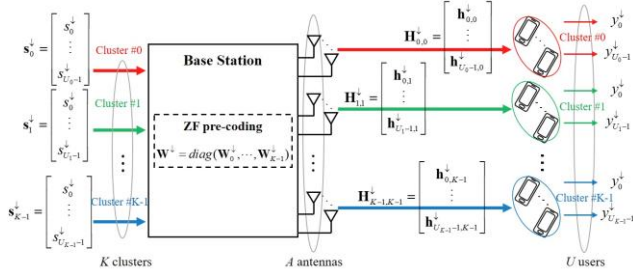 s₀↓ = [s₀↓ ⋮ s↓U₀−1] Cluster #0
s₁↓ = [s₀↓ ⋮ s↓U₁−1] Cluster #1
⋮
s↓K−1 = [s₀↓ ⋮ s↓UK−1−1] Cluster #K-1
K clusters
Base Station
ZF pre-coding
W↓ = diag(W₀↓, ⋯, W↓K−1)
A antennas
H↓0,0 = [h↓0,0 ⋮ h↓U₀−1,0]
H↓1,1 = [h↓0,1 ⋮ h↓U₁−1,1]
⋮
H↓K−1,K−1 = [h↓0,K−1 ⋮ h↓UK−1−1,K−1]
y₀↓
Cluster #0
y↓U₀−1
y₀↓
Cluster #1
y↓U₁−1
⋮
y₀↓
Cluster #K-1
y↓UK−1−1
U users